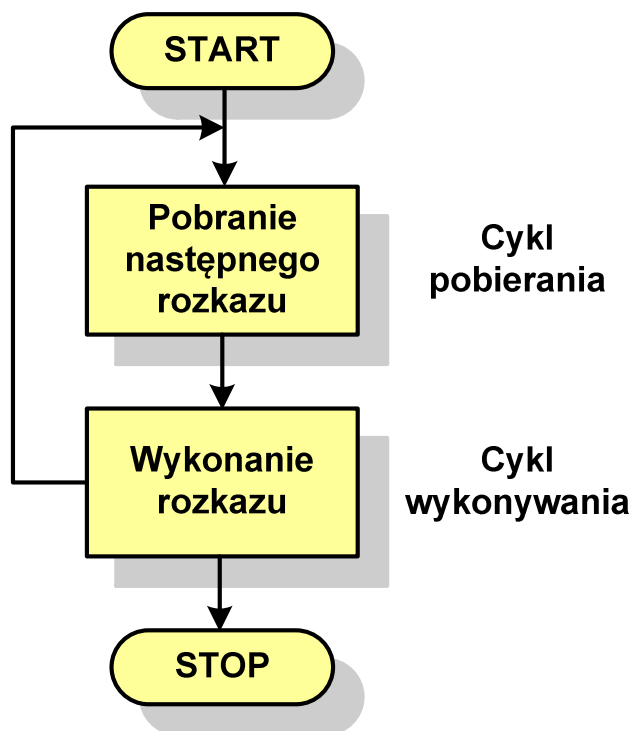 START
Pobranie
następnego
rozkazu
Cykl
pobierania
Wykonanie
rozkazu
Cykl
wykonywania
STOP